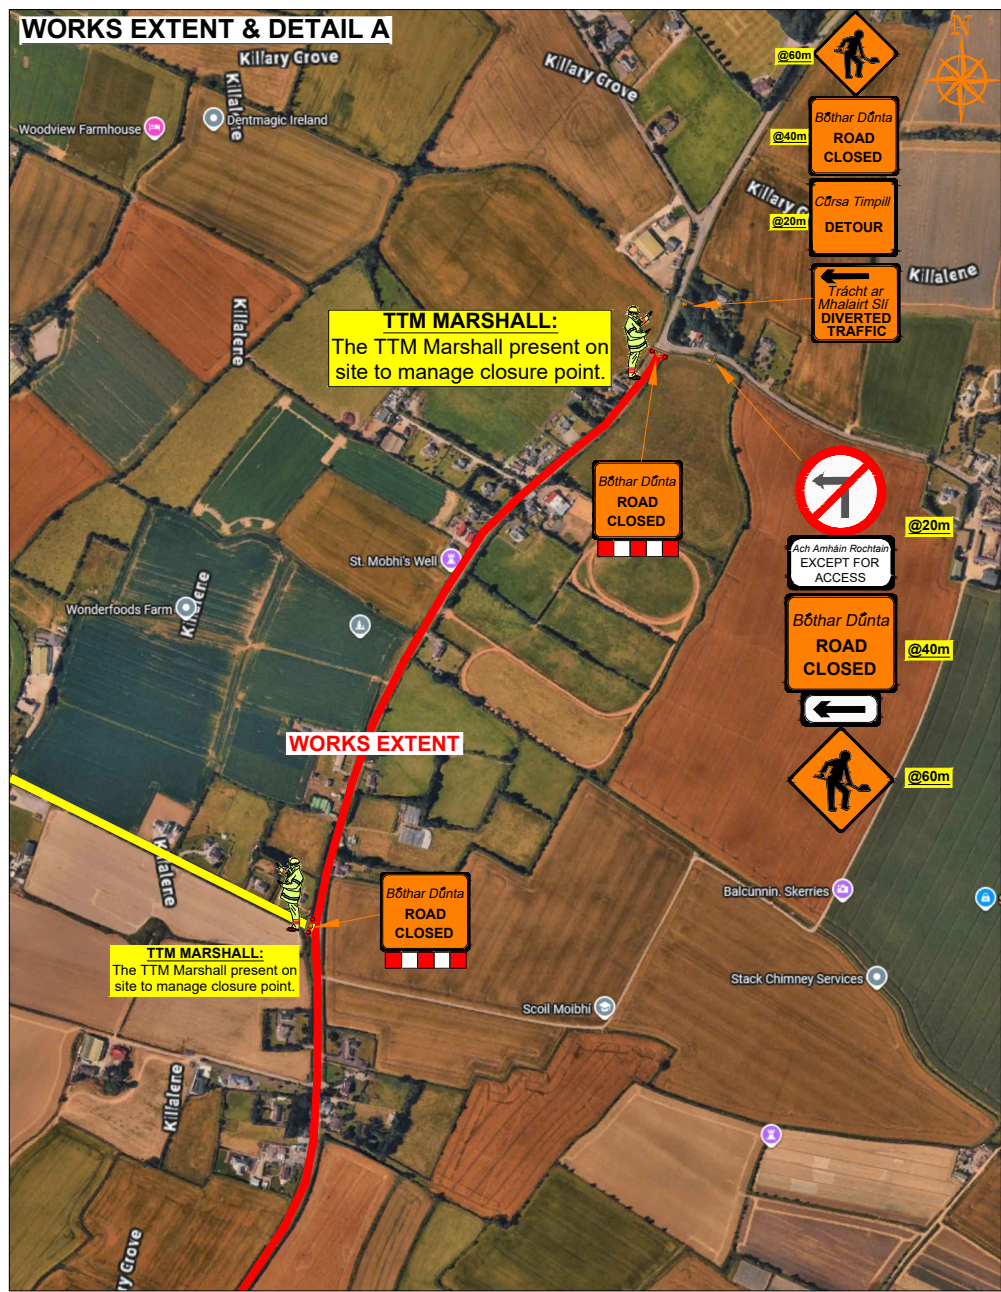 WORKS EXTENT & DETAIL A
N
Killary Grove
Killary Grove
Killalene
@60m
Dentmagic Ireland
Woodview Farmhouse
@40m
Bóthar Dúnta
ROAD
CLOSED
@20m
Cúrsa Timpill
DETOUR
Killary G
Killalene
Trácht ar
Mhalairt Slí
DIVERTED
TRAFFIC
Killalene
TTM MARSHALL:
The TTM Marshall present on
site to manage closure point.
Bóthar Dúnta
ROAD
CLOSED
@20m
Ach Amháin Rochtain
EXCEPT FOR
ACCESS
St. Mobhi's Well
Wonderfoods Farm
Killalene
Bóthar Dúnta
ROAD
CLOSED
@40m
WORKS EXTENT
@60m
Killalene
Bóthar Dúnta
ROAD
CLOSED
Balcunnin. Skerries
S
TTM MARSHALL:
The TTM Marshall present on
site to manage closure point.
Stack Chimney Services
Scoil Moibhí
Killalene
ry Grove